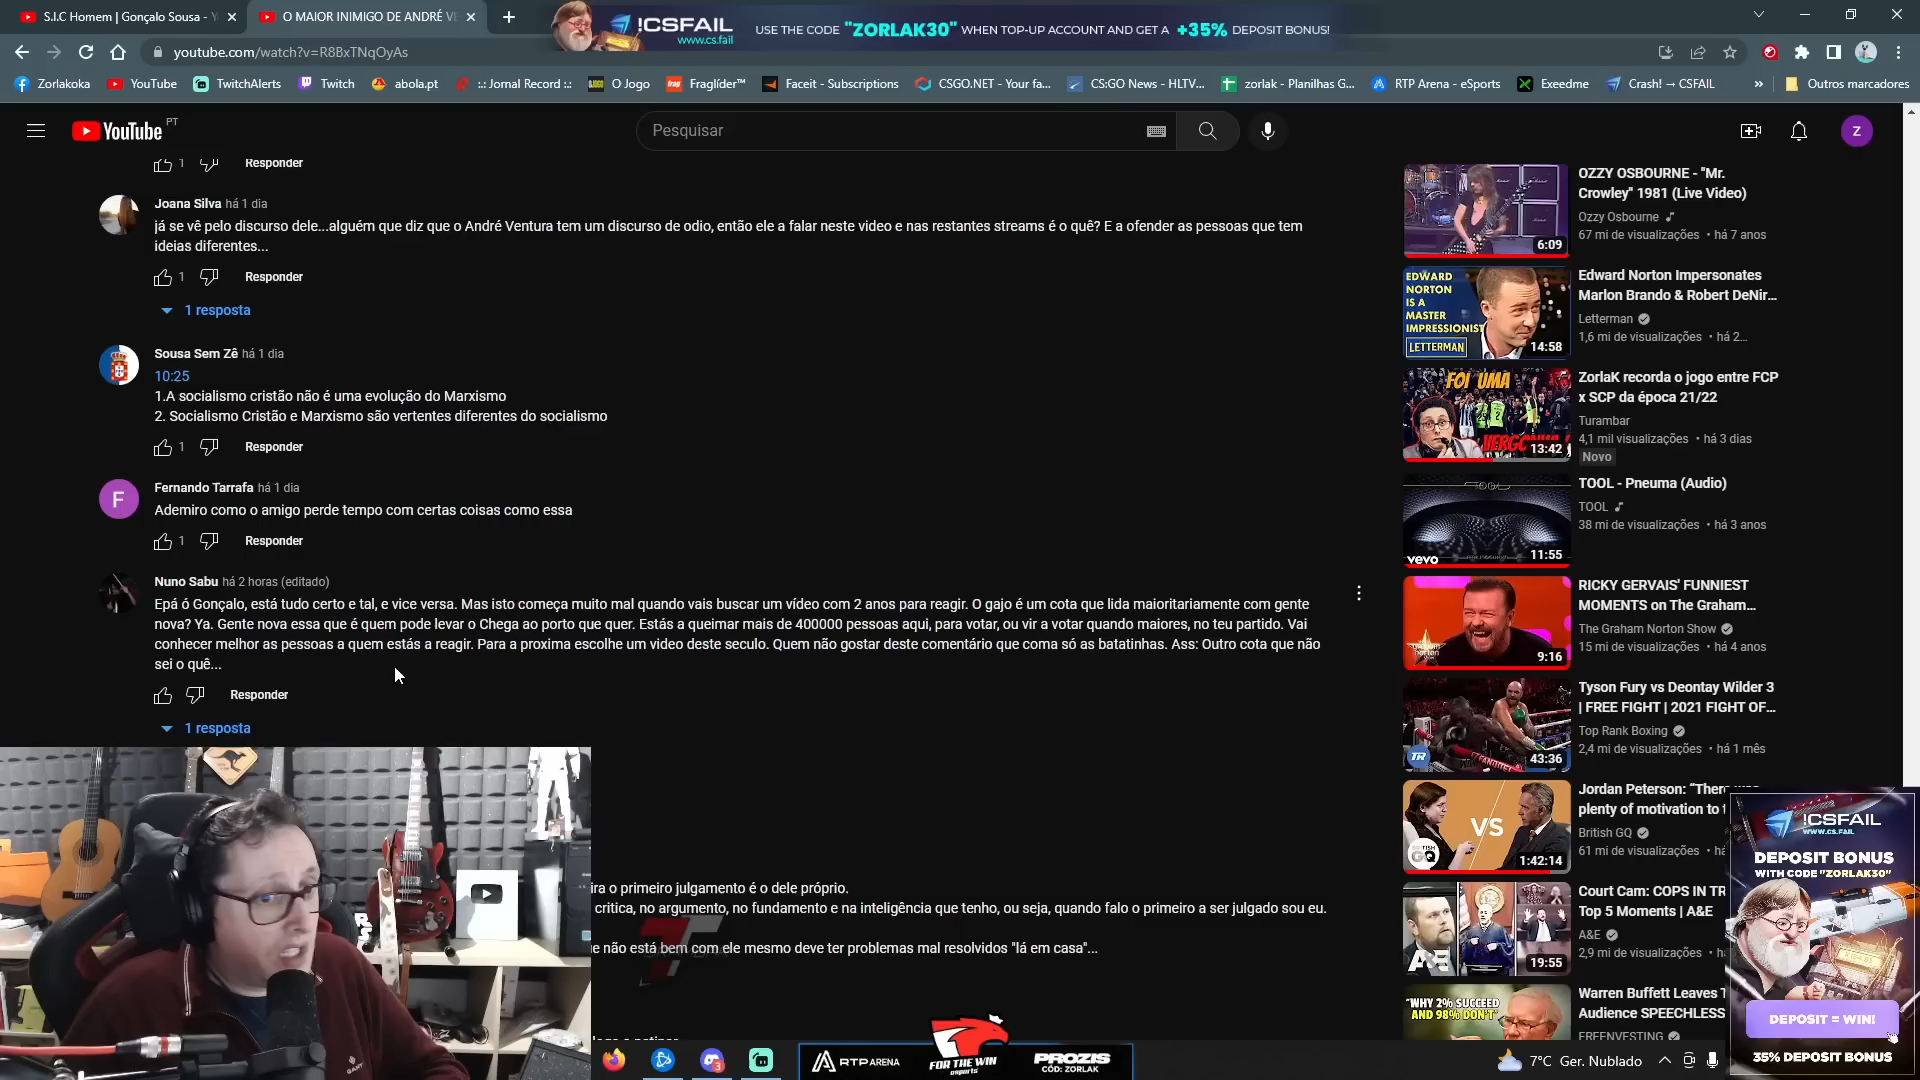 S.I.C Homem | Gonçalo Sousa - Y
O MAIOR INIMIGO DE ANDRÉ VE
!CSFAIL
www.cs.fail
USE THE CODE "ZORLAK30" WHEN TOP-UP ACCOUNT AND GET A +35% DEPOSIT BONUS!
youtube.com/watch?v=R8BxTNqOyAs
Zorlakoka
YouTube
TwitchAlerts
Twitch
abola.pt
::: Jornal Record :::
O Jogo
Fraglíder™
Faceit - Subscriptions
CSGO.NET - Your fa...
CS:GO News - HLTV...
zorlak - Planilhas G...
RTP Arena - eSports
Exeedme
Crash! → CSFAIL
Outros marcadores
YouTube PT
Pesquisar
Z
1 Responder
Joana Silva há 1 dia
já se vê pelo discurso dele...alguém que diz que o André Ventura tem um discurso de odio, então ele a falar neste video e nas restantes streams é o quê? E a ofender as pessoas que tem
ideias diferentes...
1 Responder
1 resposta
Sousa Sem Zê há 1 dia
10:25
1.A socialismo cristão não é uma evolução do Marxismo
2. Socialismo Cristão e Marxismo são vertentes diferentes do socialismo
1 Responder
F
Fernando Tarrafa há 1 dia
Ademiro como o amigo perde tempo com certas coisas como essa
1 Responder
Nuno Sabu há 2 horas (editado)
Epá ó Gonçalo, está tudo certo e tal, e vice versa. Mas isto começa muito mal quando vais buscar um vídeo com 2 anos para reagir. O gajo é um cota que lida maioritariamente com gente
nova? Ya. Gente nova essa que é quem pode levar o Chega ao porto que quer. Estás a queimar mais de 400000 pessoas aqui, para votar, ou vir a votar quando maiores, no teu partido. Vai
conhecer melhor as pessoas a quem estás a reagir. Para a proxima escolhe um video deste seculo. Quem não gostar deste comentário que coma só as batatinhas. Ass: Outro cota que não
sei o quê...
Responder
1 resposta
ira o primeiro julgamento é o dele próprio.
critica, no argumento, no fundamento e na inteligência que tenho, ou seja, quando falo o primeiro a ser julgado sou eu.
e não está bem com ele mesmo deve ter problemas mal resolvidos "lá em casa"...
OZZY OSBOURNE - "Mr.
Crowley" 1981 (Live Video)
Ozzy Osbourne
67 mi de visualizações • há 7 anos
6:09
EDWARD
NORTON
IS A
MASTER
IMPRESSIONIST
LETTERMAN
14:58
Edward Norton Impersonates
Marlon Brando & Robert DeNir...
Letterman
1,6 mi de visualizações • há 2...
FOI UMA
VERGONHA
13:42
ZorlaK recorda o jogo entre FCP
x SCP da época 21/22
Turambar
4,1 mil visualizações • há 3 dias
Novo
TOOL
vevo
11:55
TOOL - Pneuma (Audio)
TOOL
38 mi de visualizações • há 3 anos
9:16
RICKY GERVAIS' FUNNIEST
MOMENTS on The Graham...
The Graham Norton Show
15 mi de visualizações • há 4 anos
TR
43:36
Tyson Fury vs Deontay Wilder 3
| FREE FIGHT | 2021 FIGHT OF...
Top Rank Boxing
2,4 mi de visualizações • há 1 mês
VS
BRITISH
GQ
1:42:14
Jordan Peterson: "There
plenty of motivation to
British GQ
61 mi de visualizações • há
A&E
19:55
Court Cam: COPS IN TR
Top 5 Moments | A&E
A&E
2,9 mi de visualizações • h
"WHY 2% SUCCEED
AND 98% DON'T"
Warren Buffett Leaves T
Audience SPEECHLESS
FREENVESTING
!CSFAIL
WWW.CS.FAIL
DEPOSIT BONUS
WITH CODE "ZORLAK30"
DEPOSIT = WIN!
35% DEPOSIT BONUS
3
RTP ARENA
FOR THE WIN
esports
PROZIS
CÓD: ZORLAK
7°C Ger. Nublado